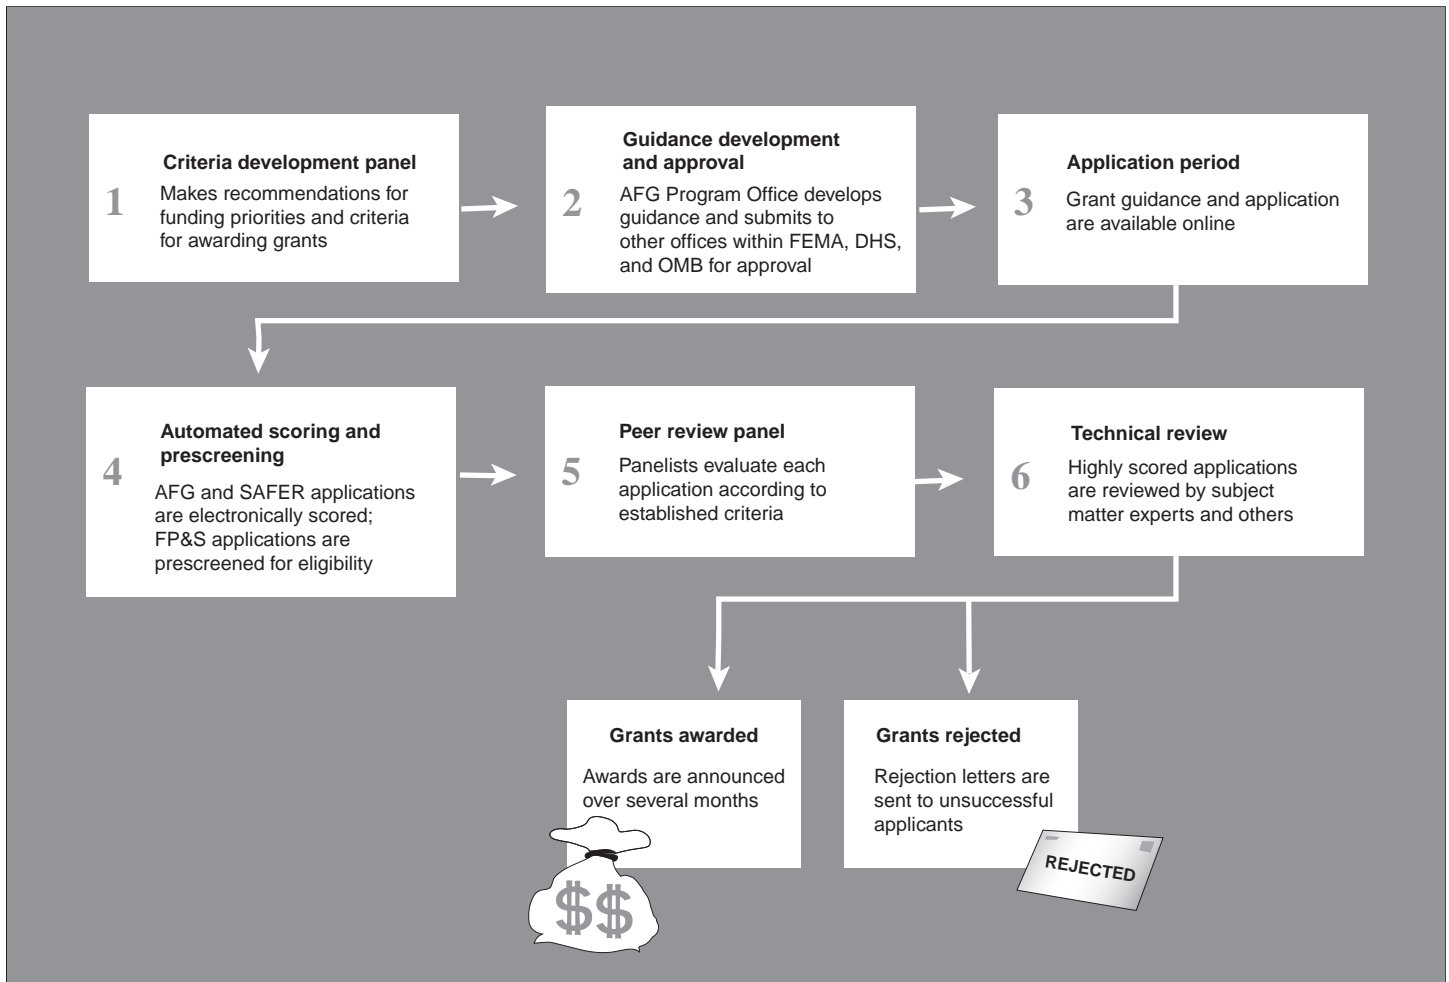 1
Criteria development panel
Makes recommendations for
funding priorities and criteria
for awarding grants
2
Guidance development
and approval
AFG Program Office develops
guidance and submits to
other offices within FEMA, DHS,
and OMB for approval
3
Application period
Grant guidance and application
are available online
4
Automated scoring and
prescreening
AFG and SAFER applications
are electronically scored;
FP&S applications are
prescreened for eligibility
5
Peer review panel
Panelists evaluate each
application according to
established criteria
6
Technical review
Highly scored applications
are reviewed by subject
matter experts and others
Grants awarded
Awards are announced
over several months
$$
Grants rejected
Rejection letters are
sent to unsuccessful
applicants
REJECTED